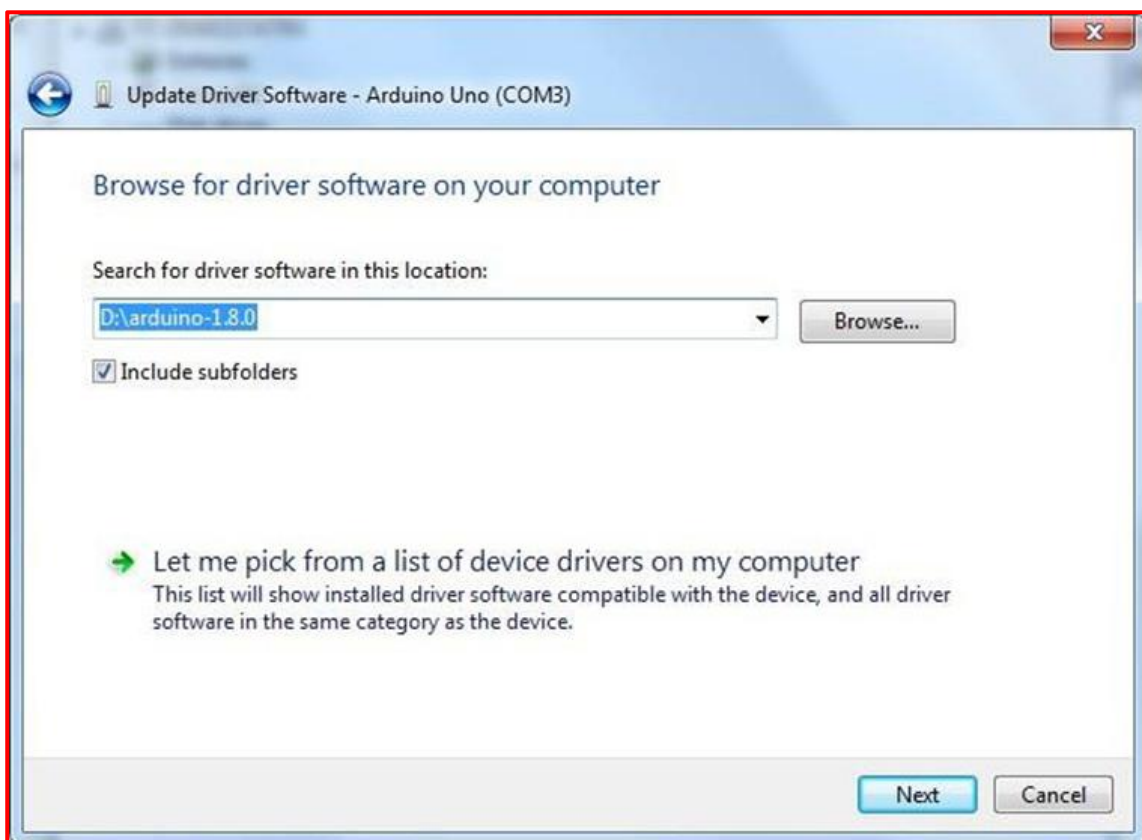 Update Driver Software - Arduino Uno (COM3)
Browse for driver software on your computer
Search for driver software in this location:
D:\arduino-1.8.0
Browse...
Include subfolders
Let me pick from a list of device drivers on my computer
This list will show installed driver software compatible with the device, and all driver
software in the same category as the device.
Next
Cancel